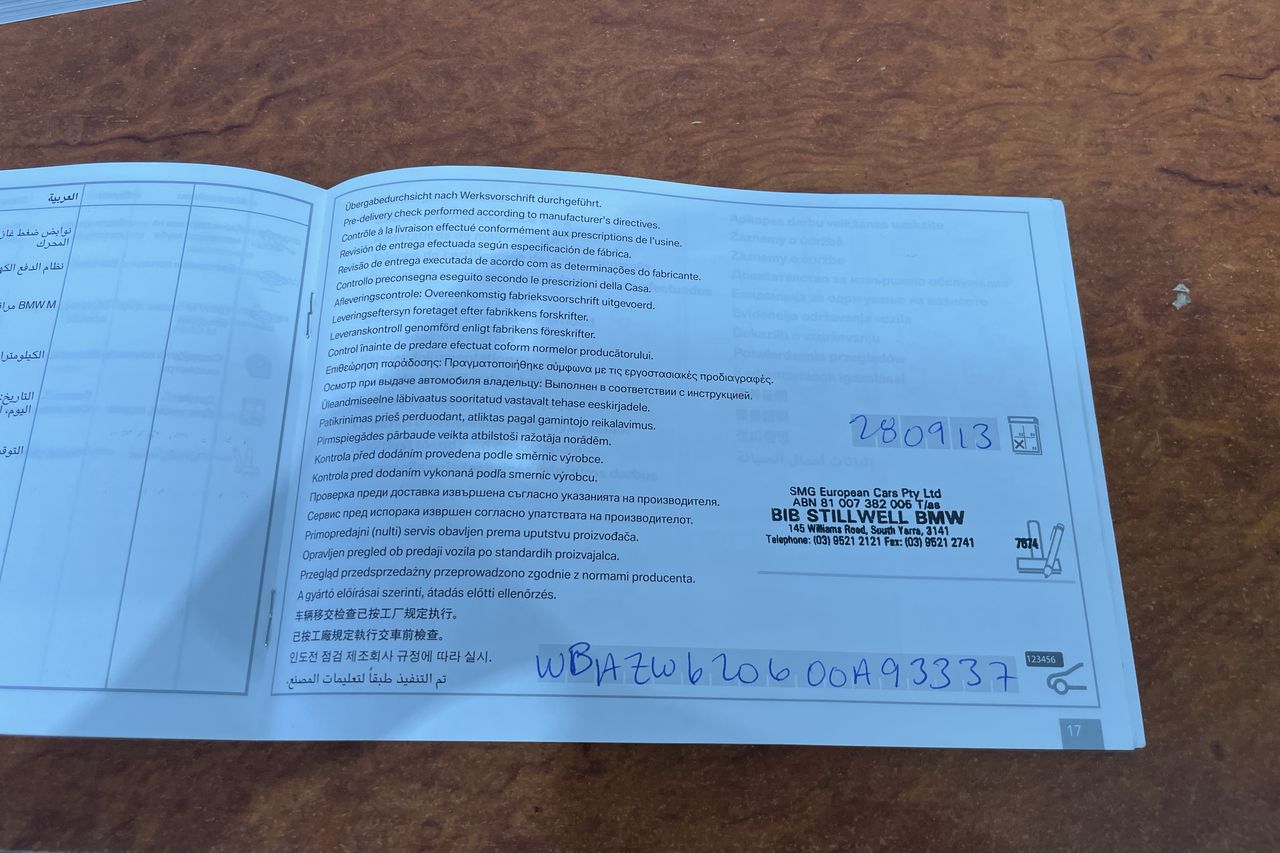 العربية
نوابض ضغط غاز
المحرك
BMW M
الكيلومترا
التاريخ:
اليوم، ا
التوق
Übergabedurchsicht nach Werksvorschrift durchgeführt.
Pre-delivery check performed according to manufacturer's directives.
Contrôle à la livraison effectué conformément aux prescriptions de l'usine.
Revisión de entrega efectuada según especificación de fábrica.
Revisão de entrega executada de acordo com as determinações do fabricante.
Controllo preconsegna eseguito secondo le prescrizioni della Casa.
Afleveringscontrole: Overeenkomstig fabrieksvoorschrift uitgevoerd.
Leveringseftersyn foretaget efter fabrikkens forskrifter.
Leveranskontroll genomförd enligt fabrikens föreskrifter.
Control înainte de predare efectuat coform normelor producătorului.
Επιθεώρηση παράδοσης: Πραγματοποιήθηκε σύμφωνα με τις εργοστασιακές προδιαγραφές.
Осмотр при выдаче автомобиля владельцу: Выполнен в соответствии с инструкцией.
Üleandmiseelne läbivaatus sooritatud vastavalt tehase eeskirjadele.
Patikrinimas prieš perduodant, atliktas pagal gamintojo reikalavimus.
Pirmspiegādes pārbaude veikta atbilstoši ražotāja norādēm.
Kontrola před dodáním provedena podle směrnic výrobce.
Kontrola pred dodaním vykonaná podľa smerníc výrobcu.
Проверка преди доставка извършена съгласно указанията на производителя.
Сервис пред испорака извршен согласно упатствата на производителот.
Primopredajni (nulti) servis obavljen prema uputstvu proizvođača.
Opravljen pregled ob predaji vozila po standardih proizvajalca.
Przegląd przedsprzedażny przeprowadzono zgodnie z normami producenta.
A gyártó előírásai szerinti, átadás előtti ellenőrzés.
车辆移交检查已按工厂规定执行。
已按工廠規定執行交車前檢查。
인도전 점검 제조회사 규정에 따라 실시.
تم التنفيذ طبقاً لتعليمات المصنع.
280913
SMG European Cars Pty Ltd
ABN 81 007 382 005 T/as
BIB STILLWELL BMW
145 Williams Road, South Yarra, 3141
Telephone: (03) 9521 2121 Fax: (03) 9521 2741
7674
WBAZW620600A93337
123456
17